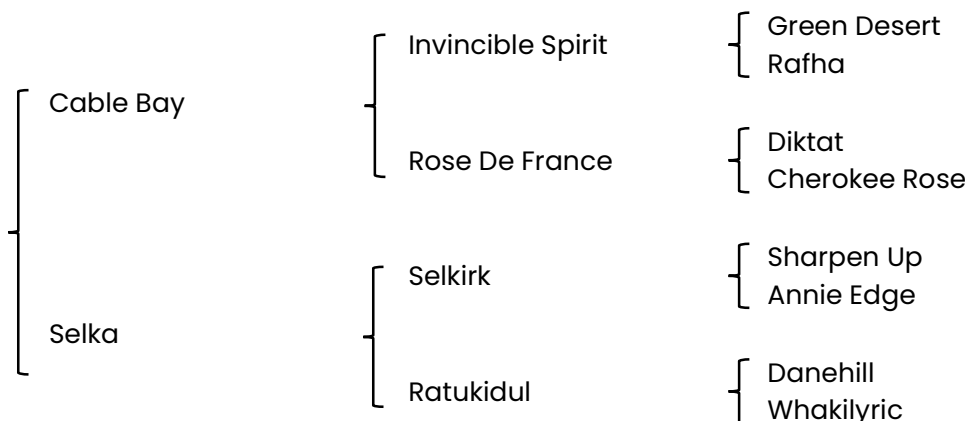 Green Desert
Invincible Spirit
Rafha
Cable Bay
Diktat
Rose De France
Cherokee Rose
Sharpen Up
Selkirk
Annie Edge
Selka
Danehill
Ratukidul
Whakilyric